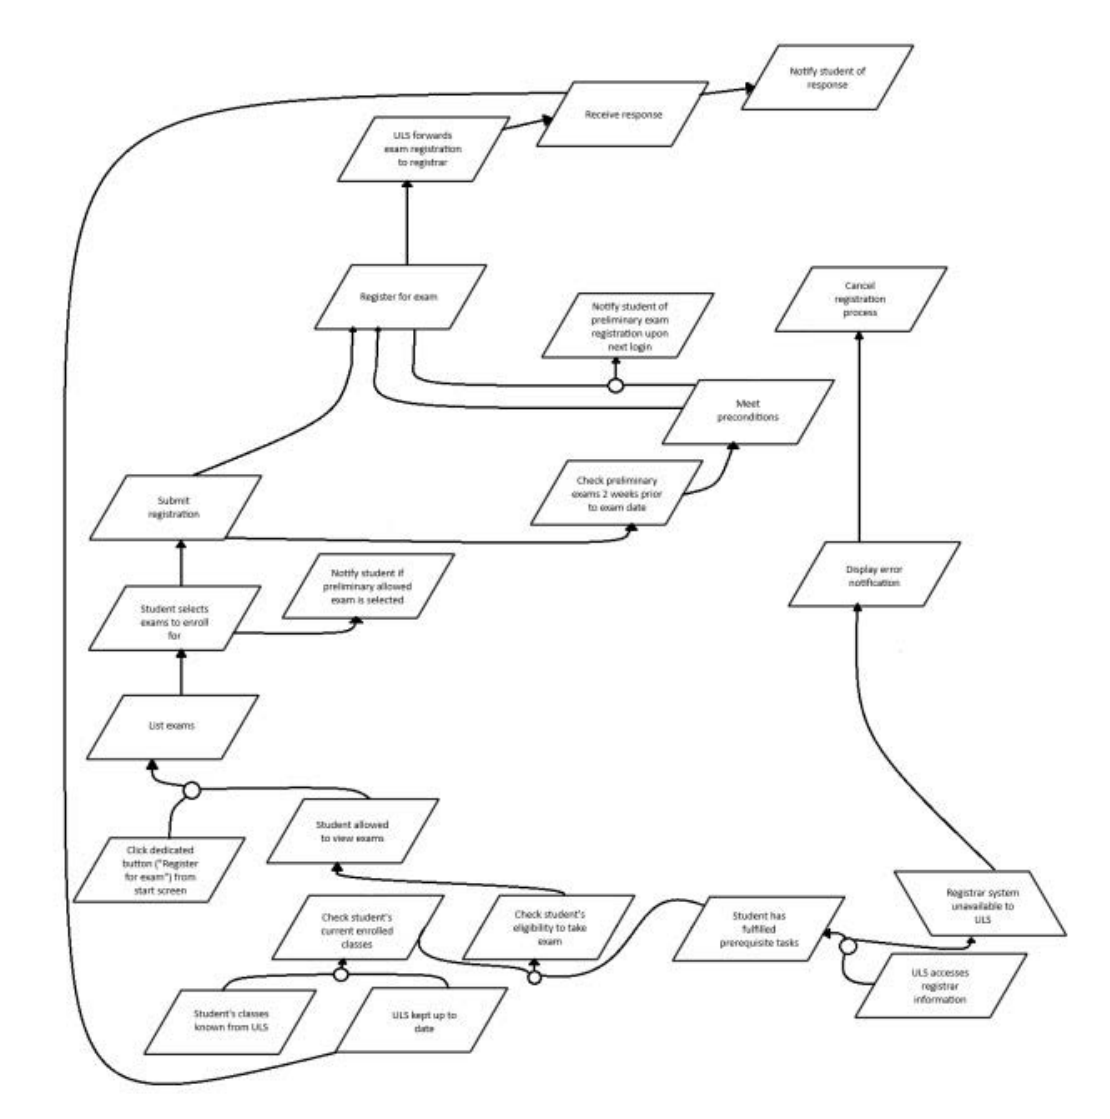 Notify student of
response
Receive response
ULS forwards
exam registration
to registrar
Register for exam
Cancel
registration
process
Notify student of
preliminary exam
registration upon
next login
Meet
preconditions
Check preliminary
exams 2 weeks prior
to exam date
Submit
registration
Display error
notification
Notify student if
preliminary allowed
exam is selected
Student selects
exams to enroll
for
List exams
Student allowed
to view exams
Click dedicated
button ("Register
for exam") from
start screen
Check student's
current enrolled
classes
Check student's
eligibility to take
exam
Student has
fulfilled
prerequisite tasks
Registrar system
unavailable to
ULS
ULS accesses
registrar
information
Student's classes
known from ULS
ULS kept up to
date